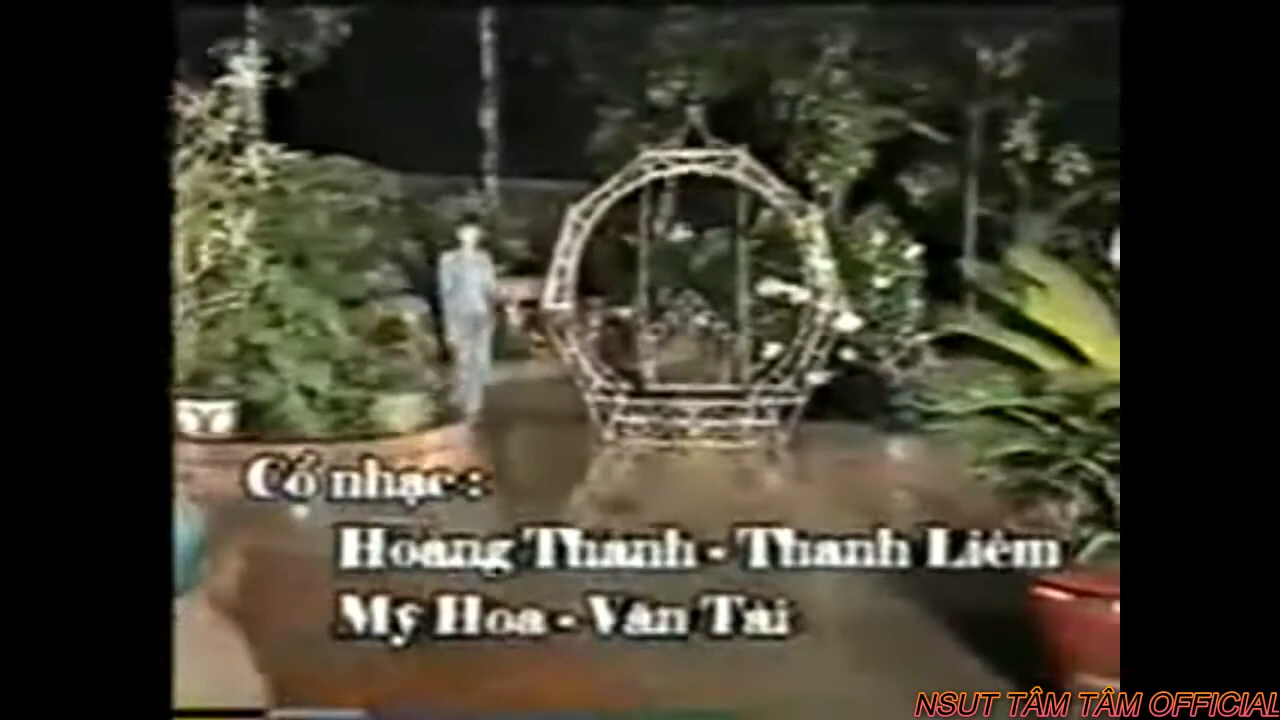 Cổ nhạc :
Hoàng Thanh - Thanh Liêm
Mỹ Hoa - Văn Tài
NSUT TÂM TÂM OFFICIAL